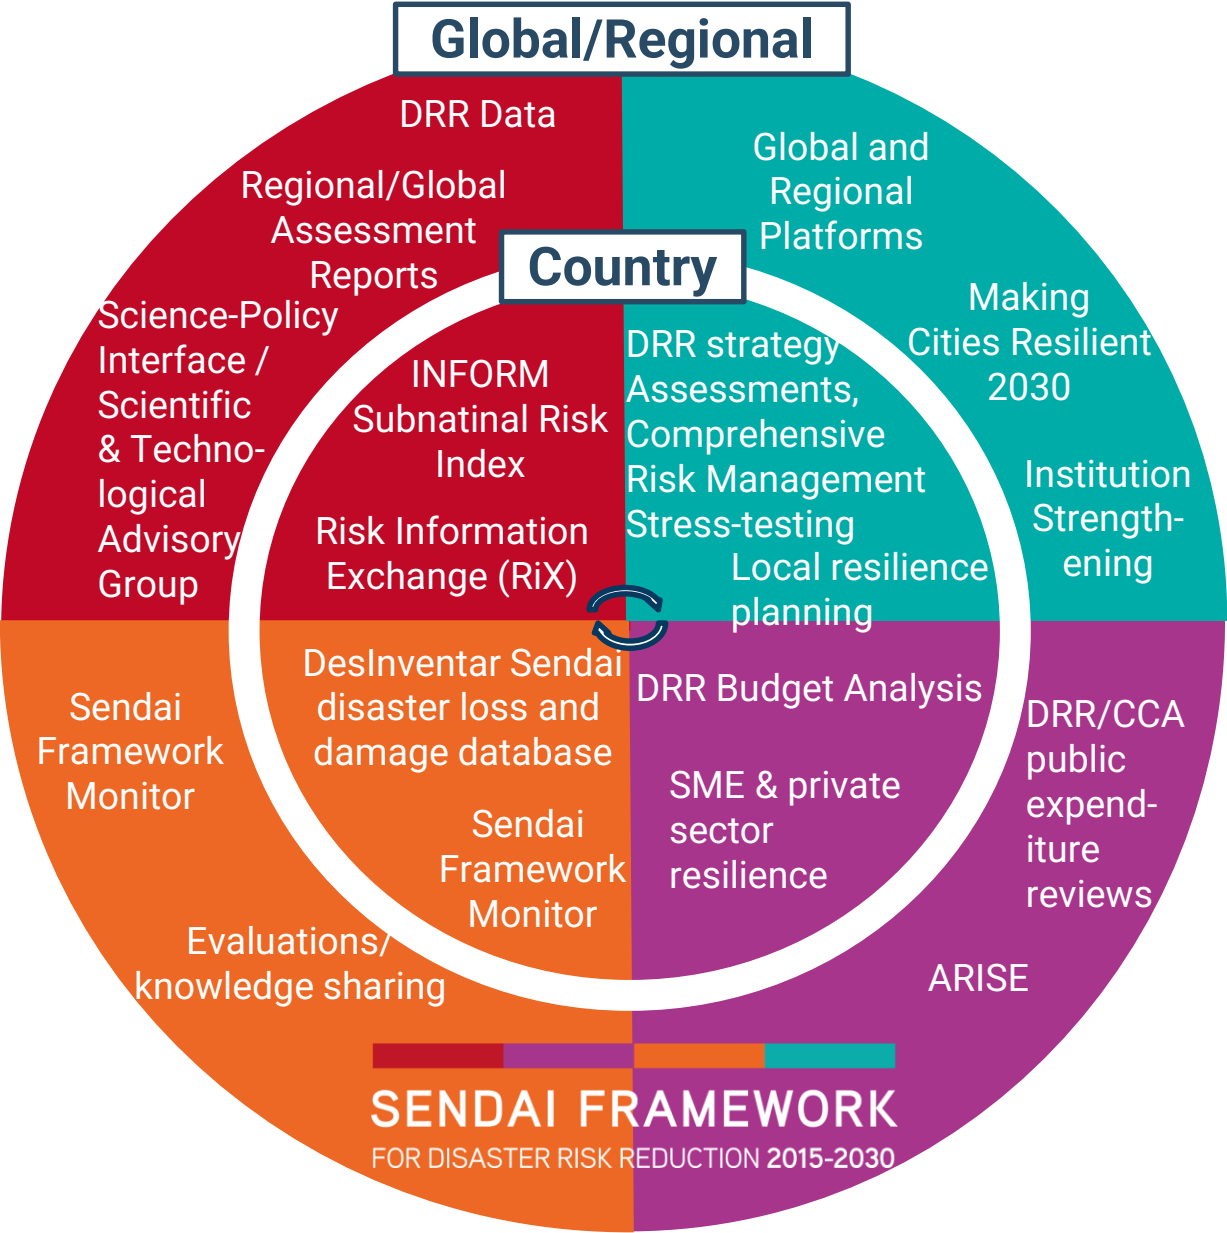 Global/Regional
DRR Data
Regional/Global
Assessment
Reports
Science-Policy
Interface /
Scientific
& Techno-
logical
Advisory
Group
Global and
Regional
Platforms
Making
Cities Resilient
2030
Institution
Strength-
ening
Country
INFORM
Subnatinal Risk
Index
Risk Information
Exchange (RiX)
DRR strategy
Assessments,
Comprehensive
Risk Management
Stress-testing
Local resilience
planning
DesInventar Sendai
disaster loss and
damage database
Sendai
Framework
Monitor
DRR Budget Analysis
SME & private
sector
resilience
Sendai
Framework
Monitor
Evaluations/
knowledge sharing
DRR/CCA
public
expend-
iture
reviews
ARISE
SENDAI FRAMEWORK
FOR DISASTER RISK REDUCTION 2015-2030